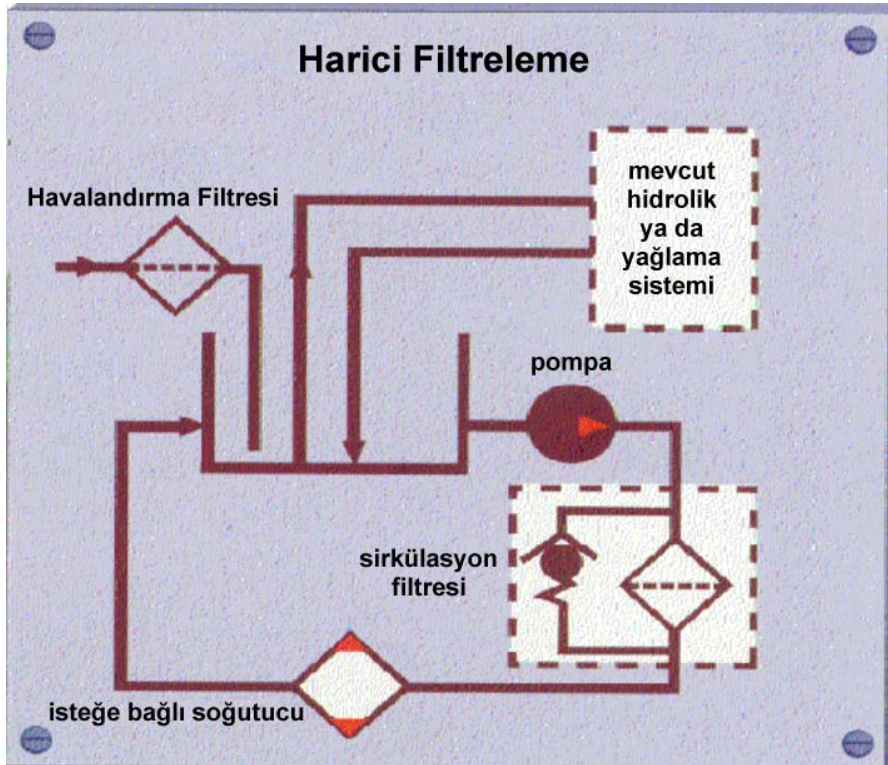 Harici Filtreleme
Havalandırma Filtresi
mevcut
hidrolik
ya da
yağlama
sistemi
pompa
sirkülasyon
filtresi
isteğe bağlı soğutucu